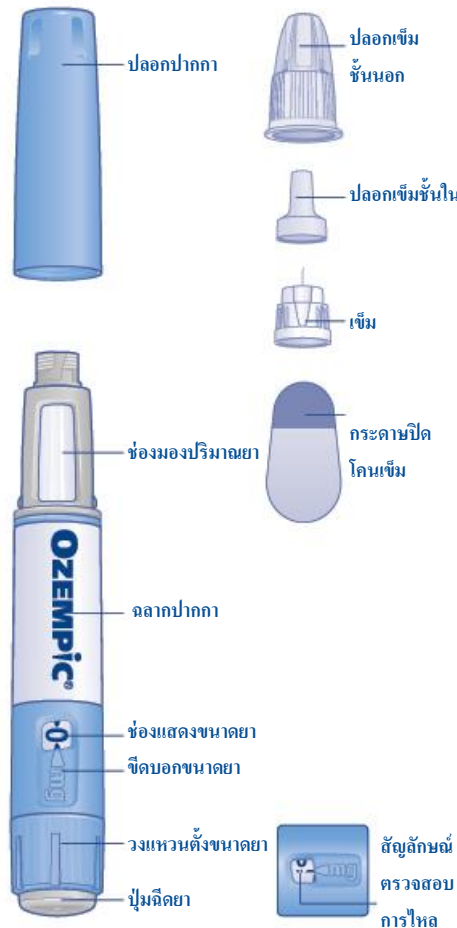 ปลอกปากกา
ปลอกเข็ม
ชั้นนอก
ปลอกเข็มชั้นใน
เข็ม
กระดาษปิด
โคนเข็ม
ช่องมองปริมาณยา
OZEMPIC®
ฉลากปากกา
0
mg
ช่องแสดงขนาดยา
ขีดบอกขนาดยา
วงแหวนตั้งขนาดยา
ปุ่มฉีดยา
mg
สัญลักษณ์
ตรวจสอบ
การไหล